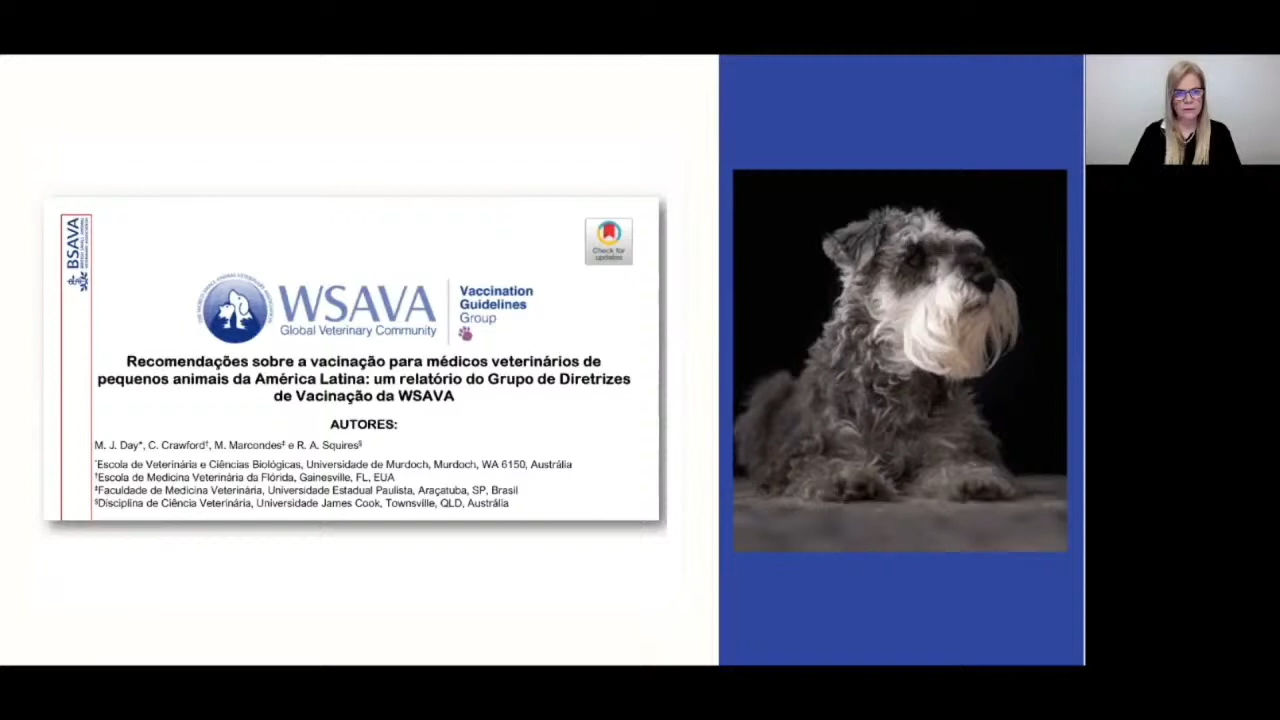 BSAVA
Check for
updates
WSAVA
Global Veterinary Community
Vaccination
Guidelines
Group
Recomendações sobre a vacinação para médicos veterinários de
pequenos animais da América Latina: um relatório do Grupo de Diretrizes
de Vacinação da WSAVA
AUTORES:
M. J. Day*, C. Crawford†, M. Marcondes‡ e R. A. Squires§
*Escola de Veterinária e Ciências Biológicas, Universidade de Murdoch, Murdoch, WA 6150, Austrália
†Escola de Medicina Veterinária da Flórida, Gainesville, FL, EUA
‡Faculdade de Medicina Veterinária, Universidade Estadual Paulista, Araçatuba, SP, Brasil
§Disciplina de Ciência Veterinária, Universidade James Cook, Townsville, QLD, Austrália